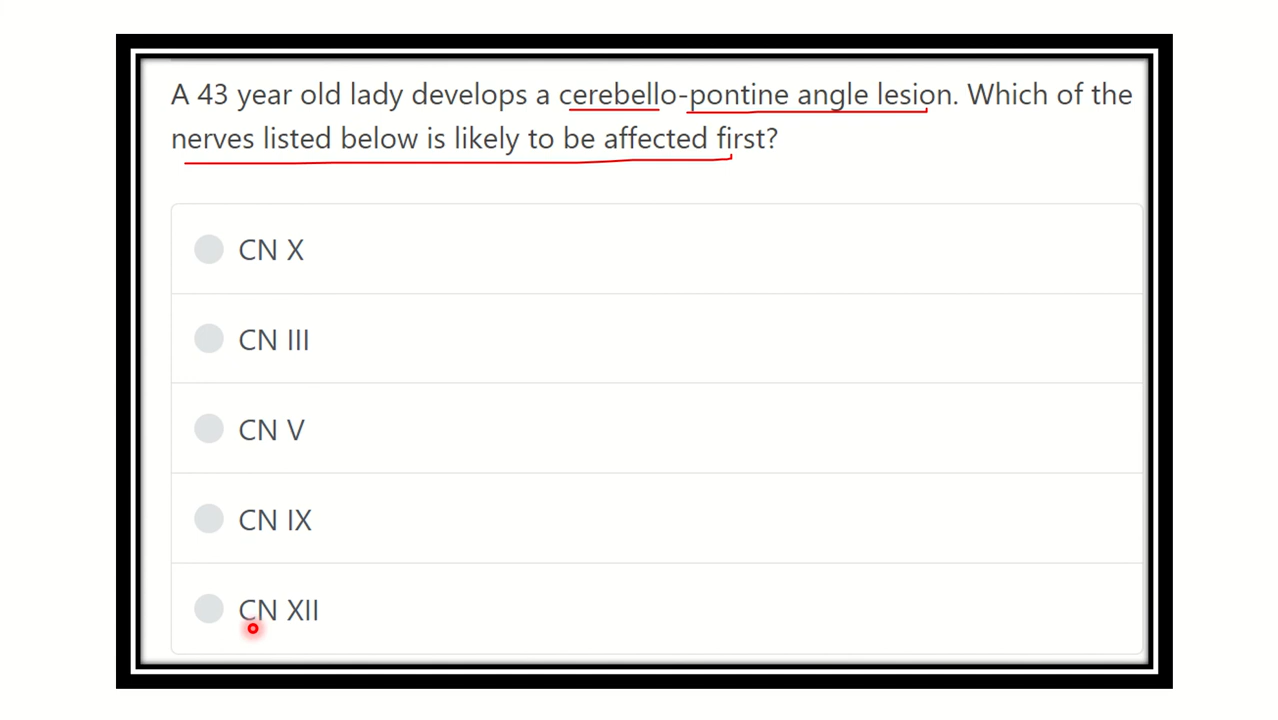 A 43 year old lady develops a cerebello-pontine angle lesion. Which of the
nerves listed below is likely to be affected first?
CN X
CN III
CN V
CN IX
CN XII